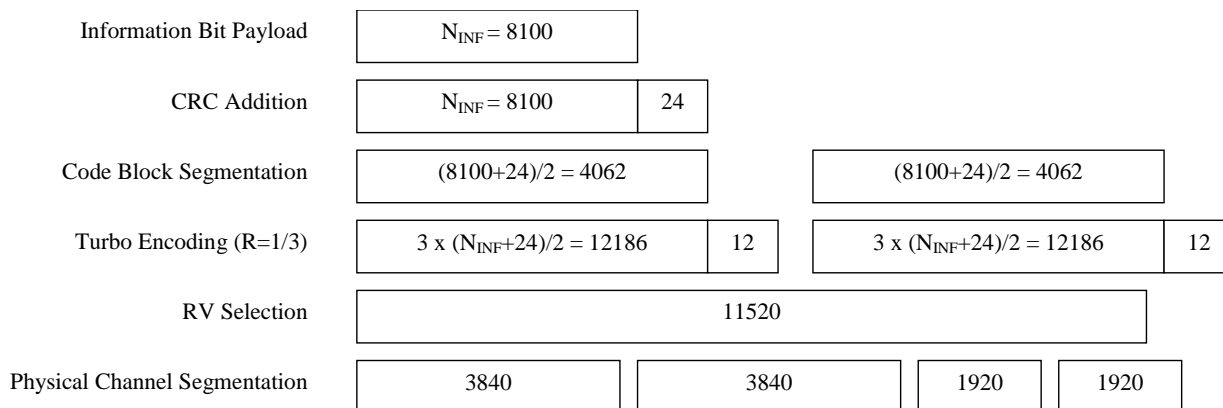 Information Bit Payload N_INF = 8100
CRC Addition N_INF = 8100 24
Code Block Segmentation (8100+24)/2 = 4062 (8100+24)/2 = 4062
Turbo Encoding (R=1/3) 3 x (N_INF+24)/2 = 12186 12 3 x (N_INF+24)/2 = 12186 12
RV Selection 11520
Physical Channel Segmentation 3840 3840 1920 1920